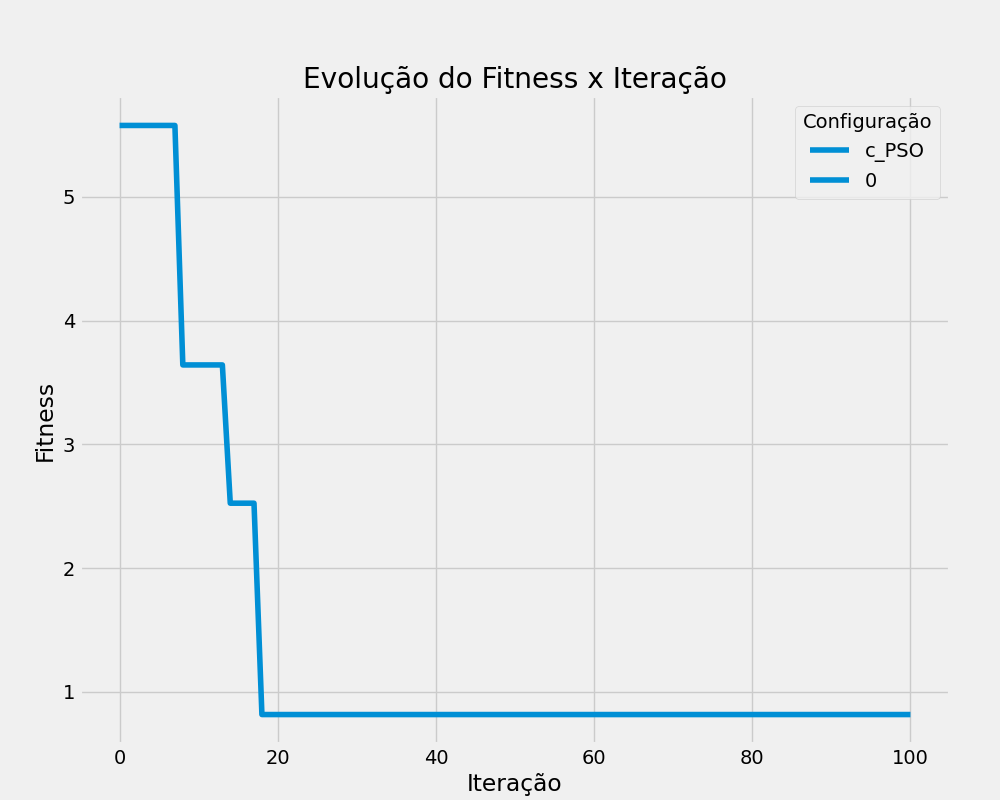 Evolução do Fitness x Iteração
Configuração
c_PSO
0
Fitness
5
4
3
2
1
0 20 40 60 80 100
Iteração